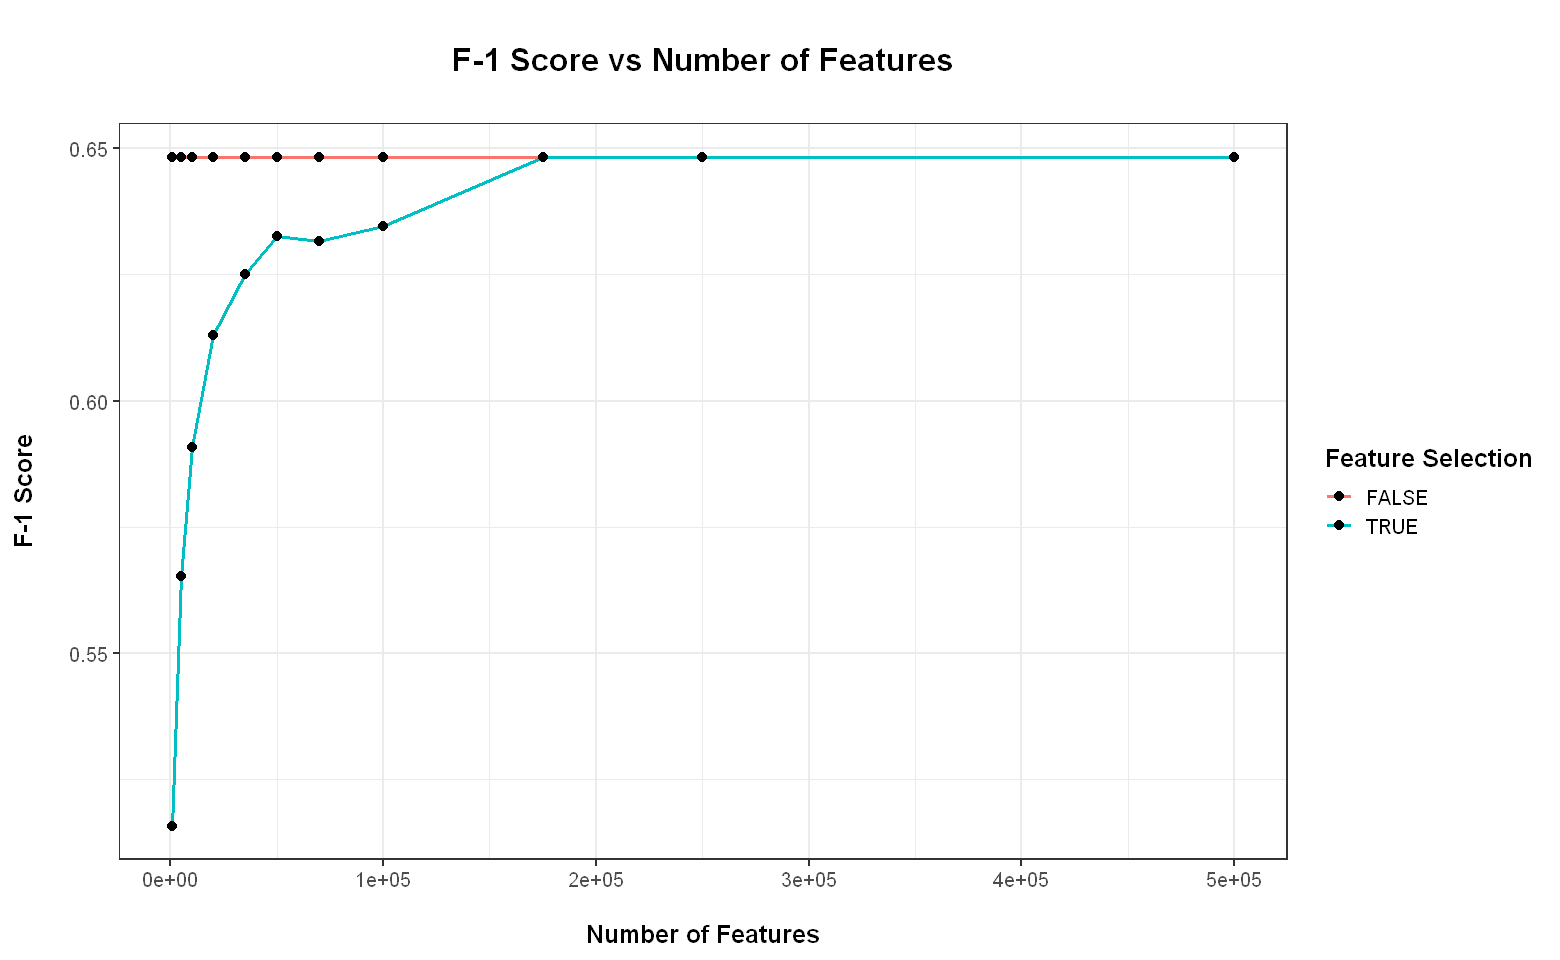 F-1 Score vs Number of Features
F-1 Score
0.65
0.60
0.55
0e+00
1e+05
2e+05
3e+05
4e+05
5e+05
Number of Features
Feature Selection
FALSE
TRUE